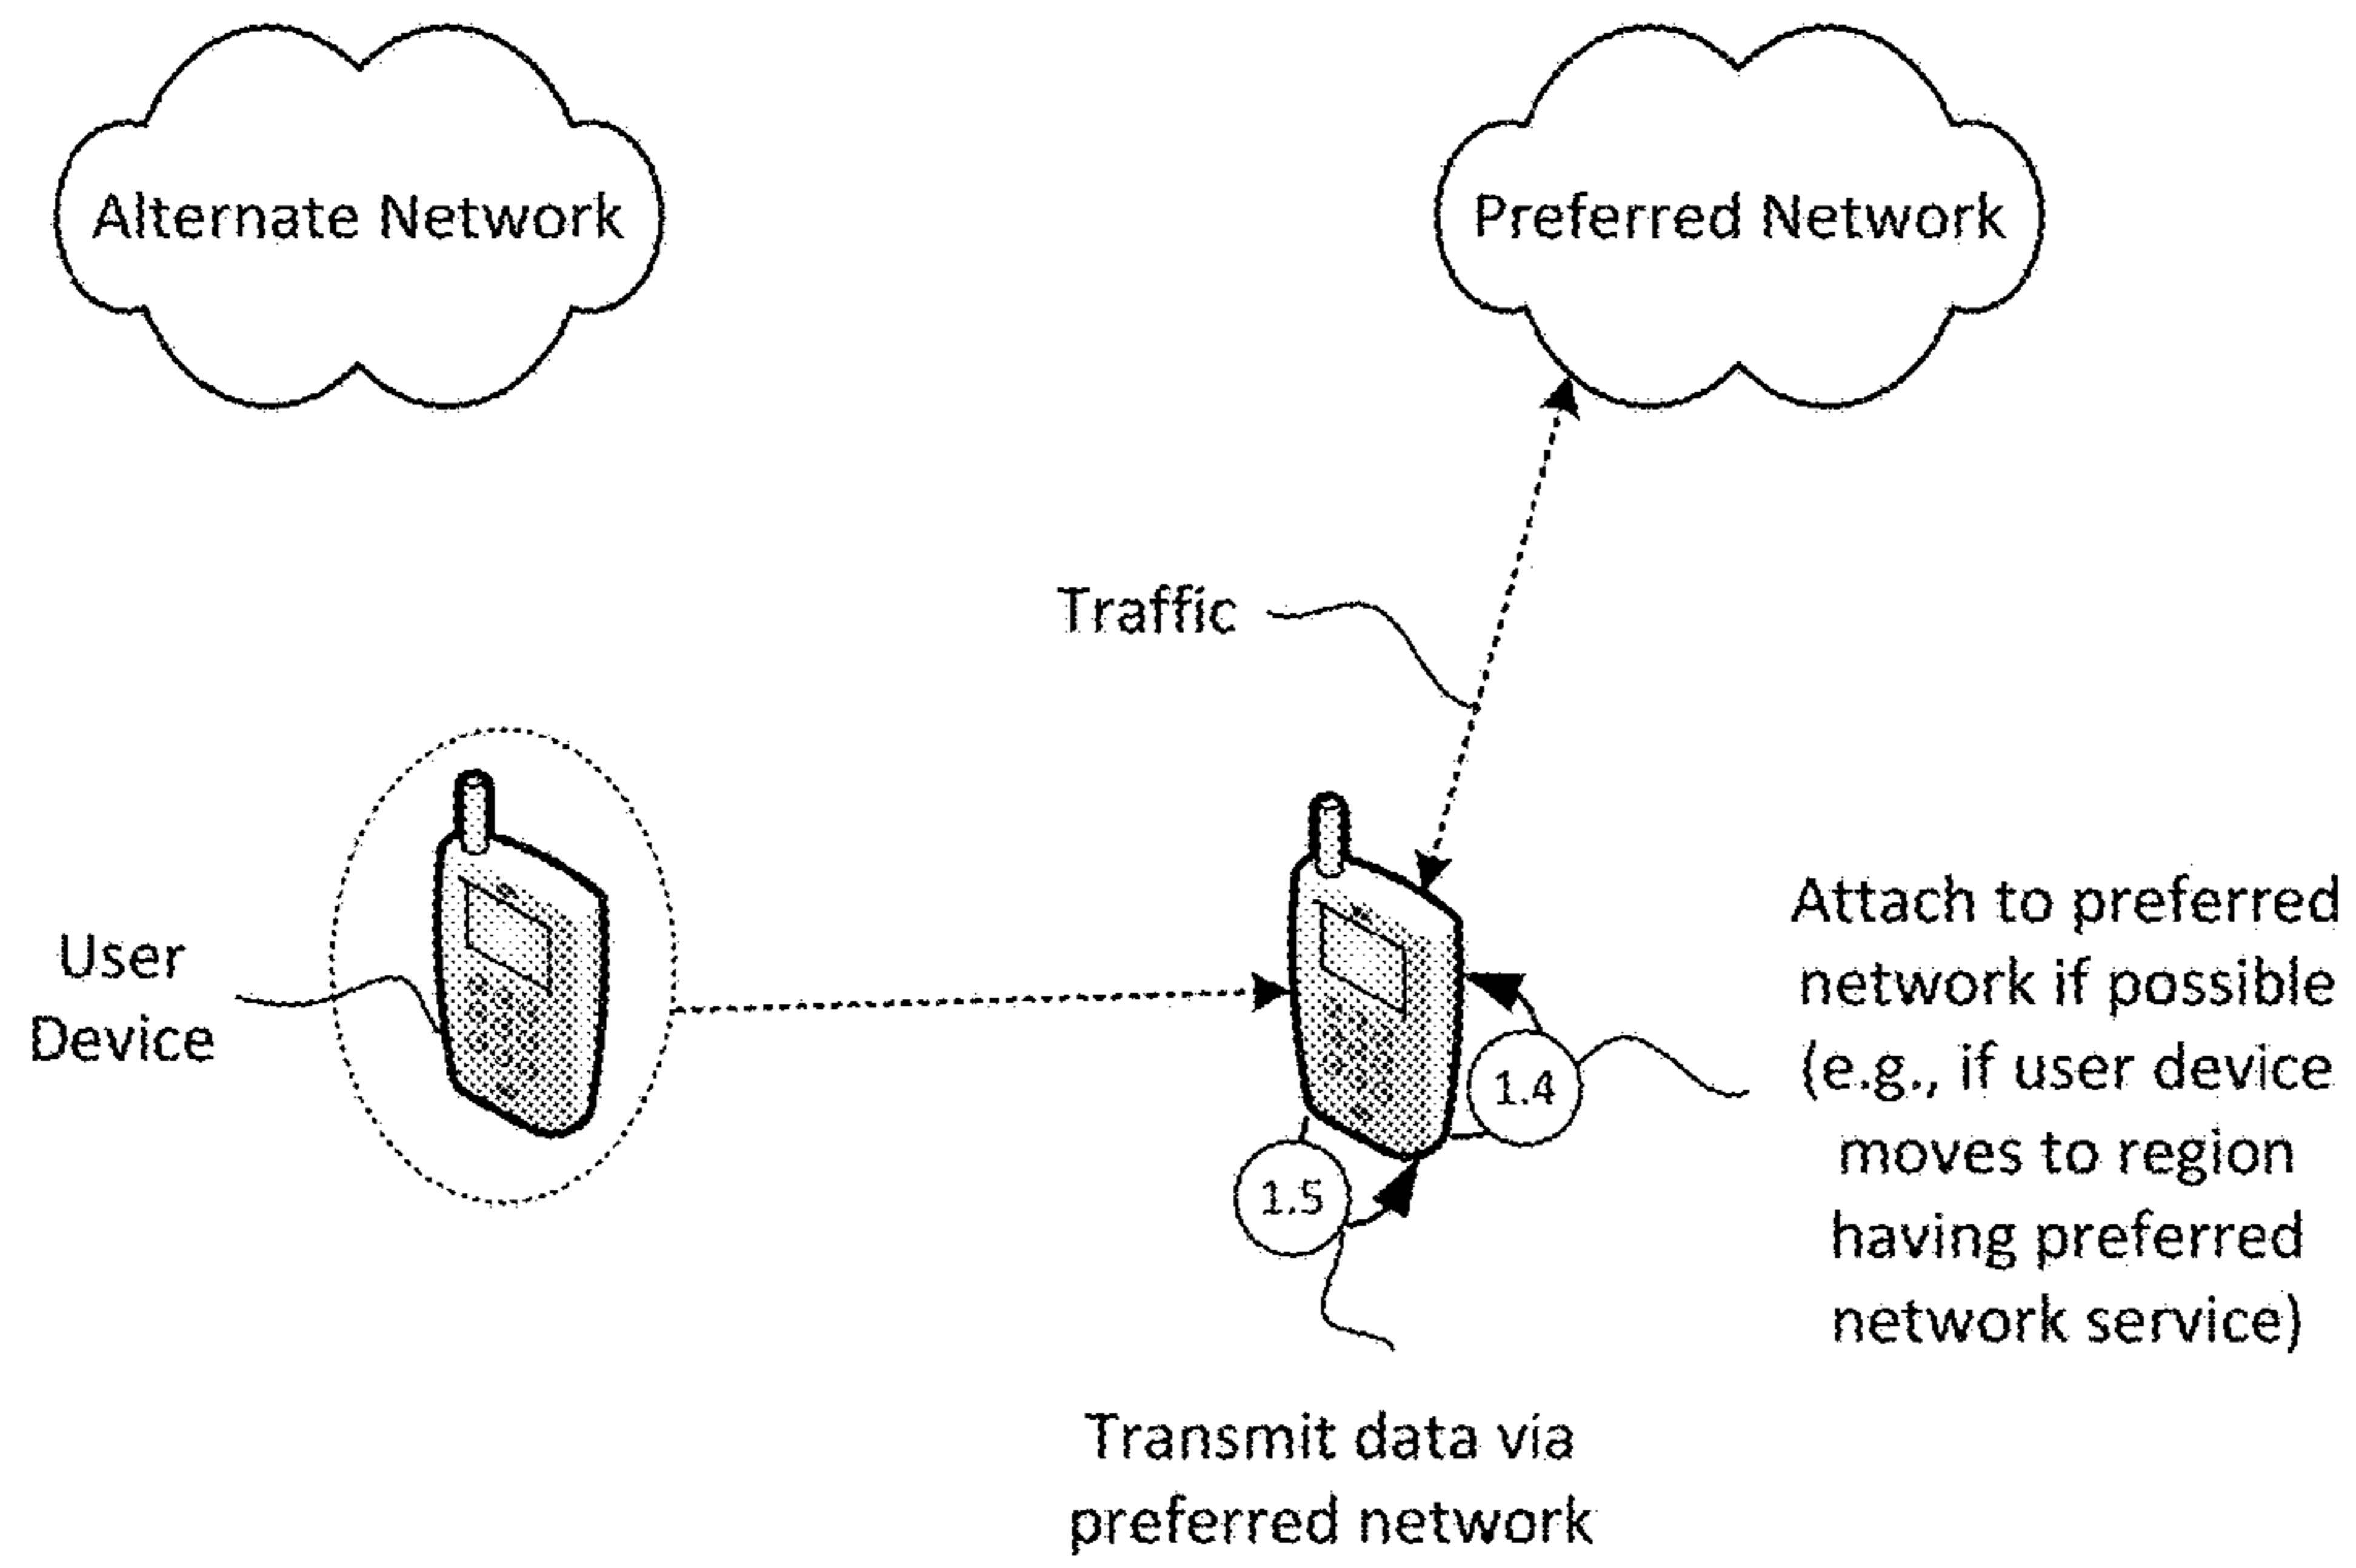 Alternate Network
Preferred Network
Traffic
User
Device
Attach to preferred
network if possible
(e.g., if user device
moves to region
having preferred
network service)
1.4
1.5
Transmit data via
preferred network